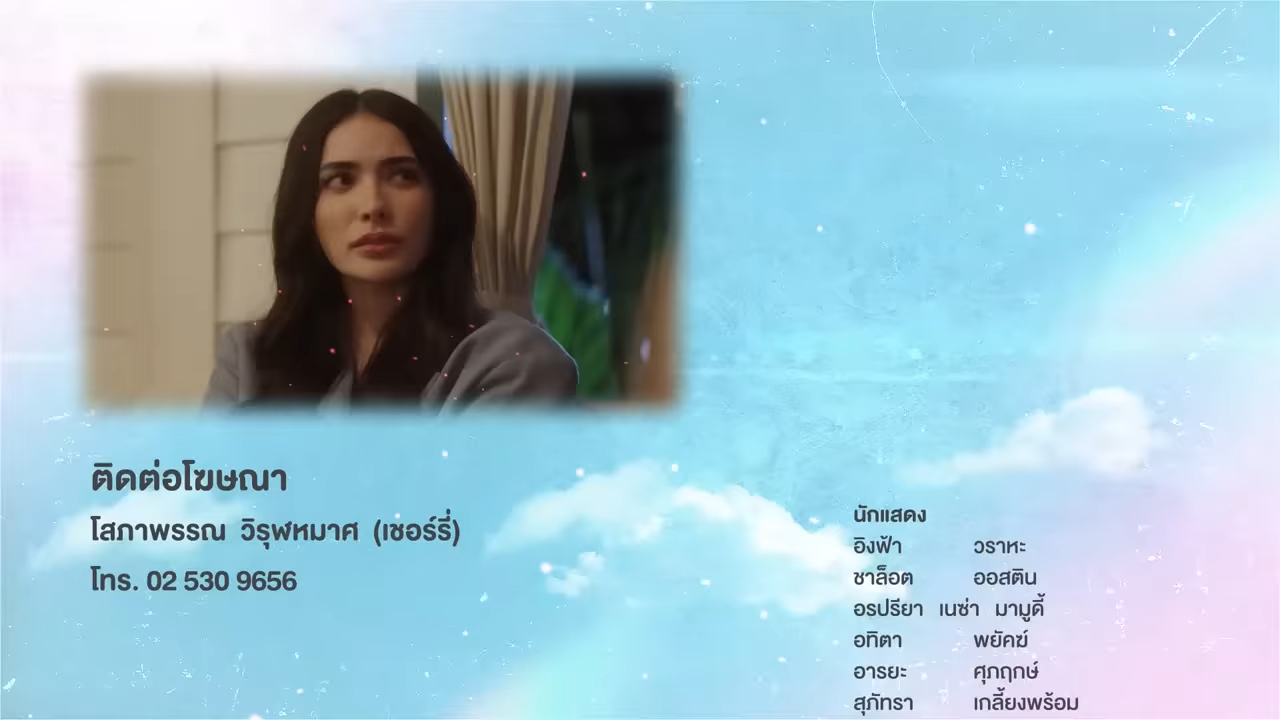 ติดต่อโฆษณา
โสภาพรรณ วิรุฬหมาศ (เชอร์รี่)
โทร. 02 530 9656
นักแสดง
อิงฟ้า วราหะ
ชาล็อต ออสติน
อรปรียา เนซ่า มามูดี้
อทิตา พยัคฆ์
อารยะ ศุภฤกษ์
สุภัทรา เกลี้ยงพร้อม